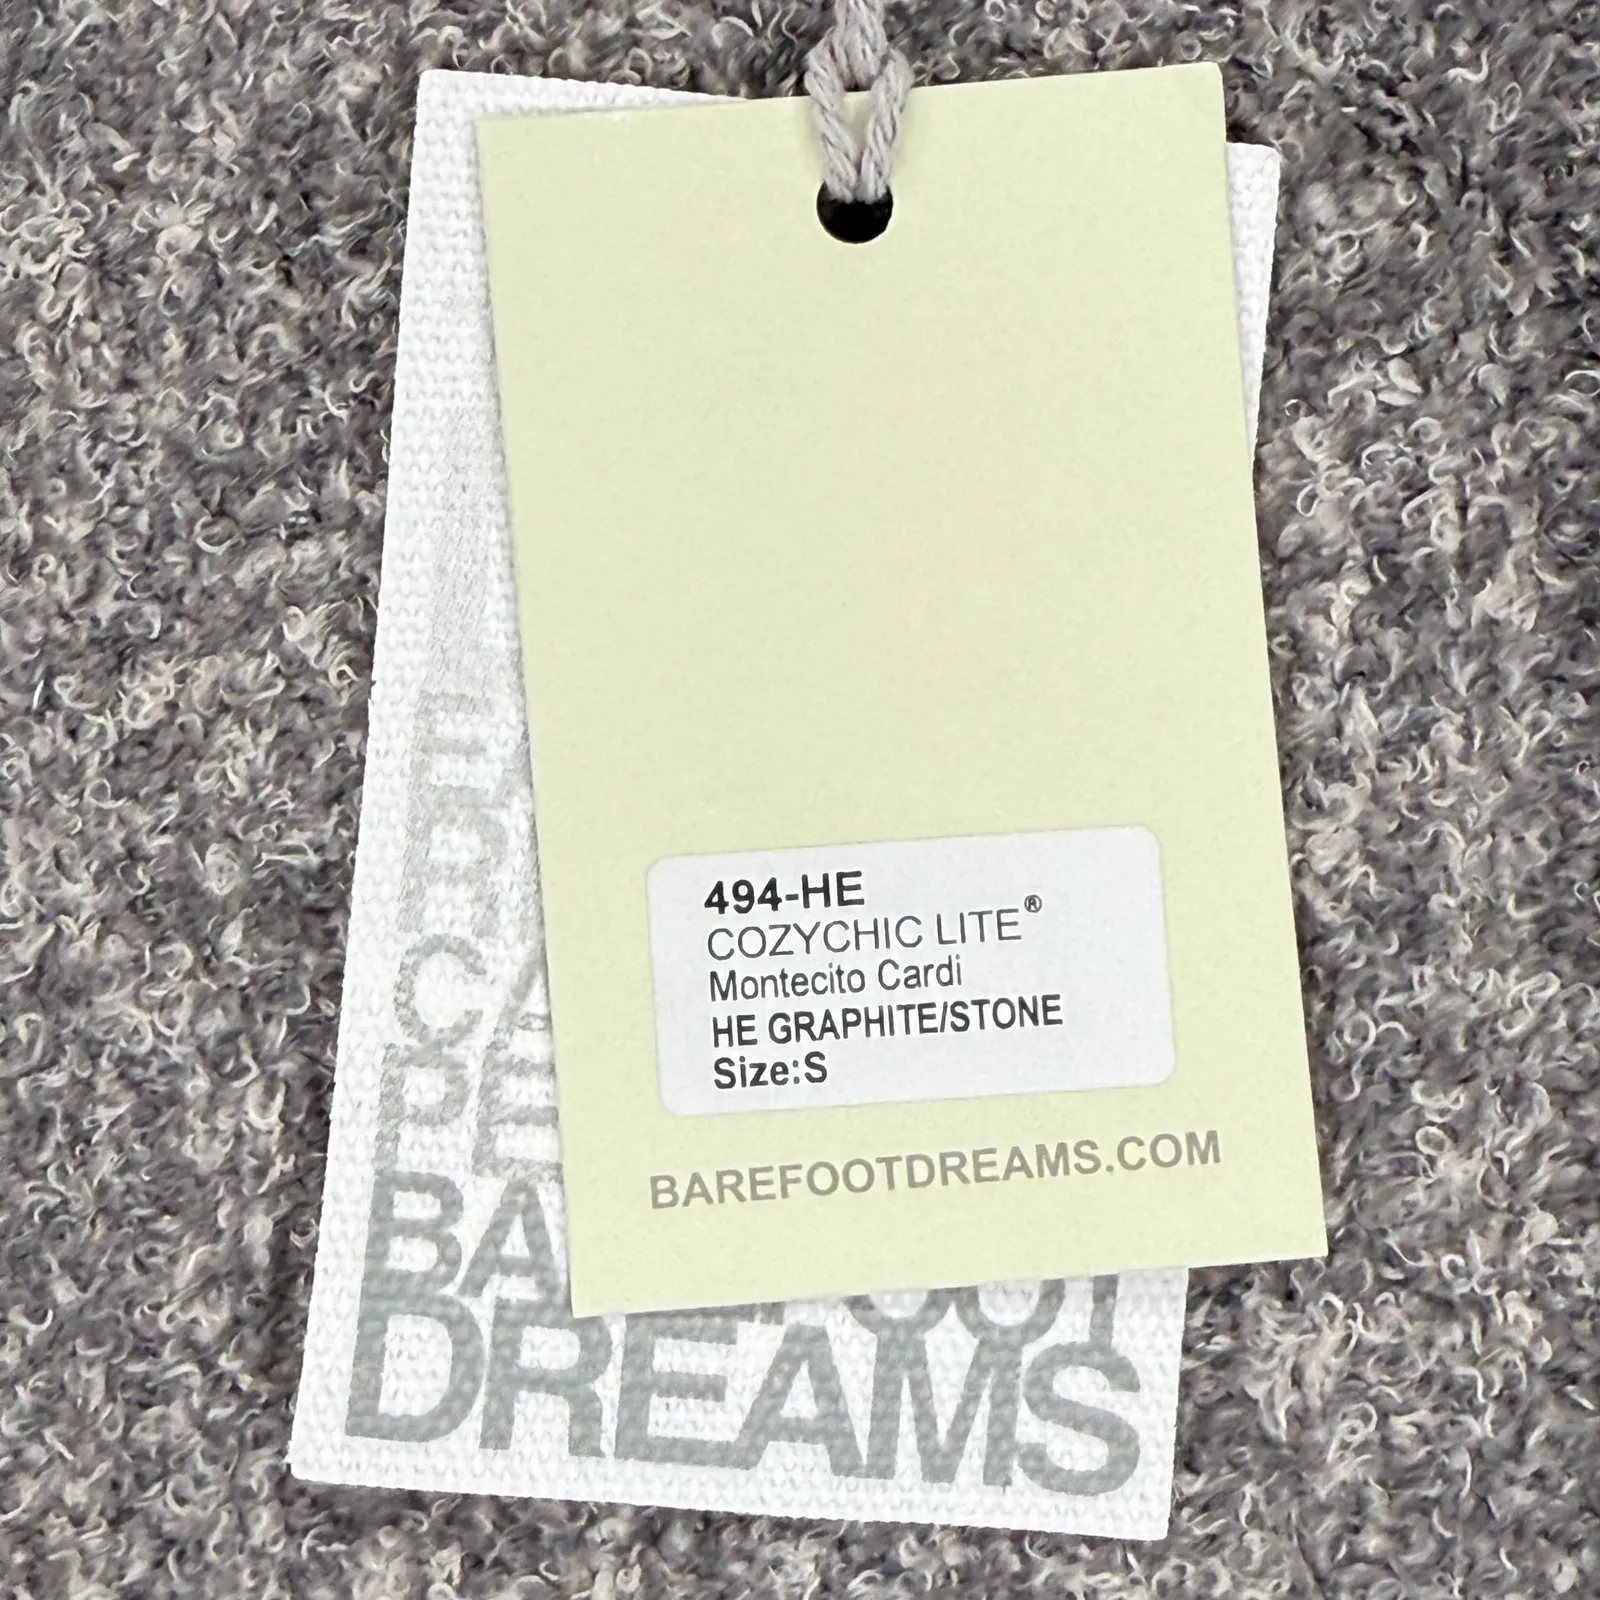 494-HE
COZYCHIC LITE®
Montecito Cardi
HE GRAPHITE/STONE
Size:S
BAREFOOTDREAMS.COM
DREAMS